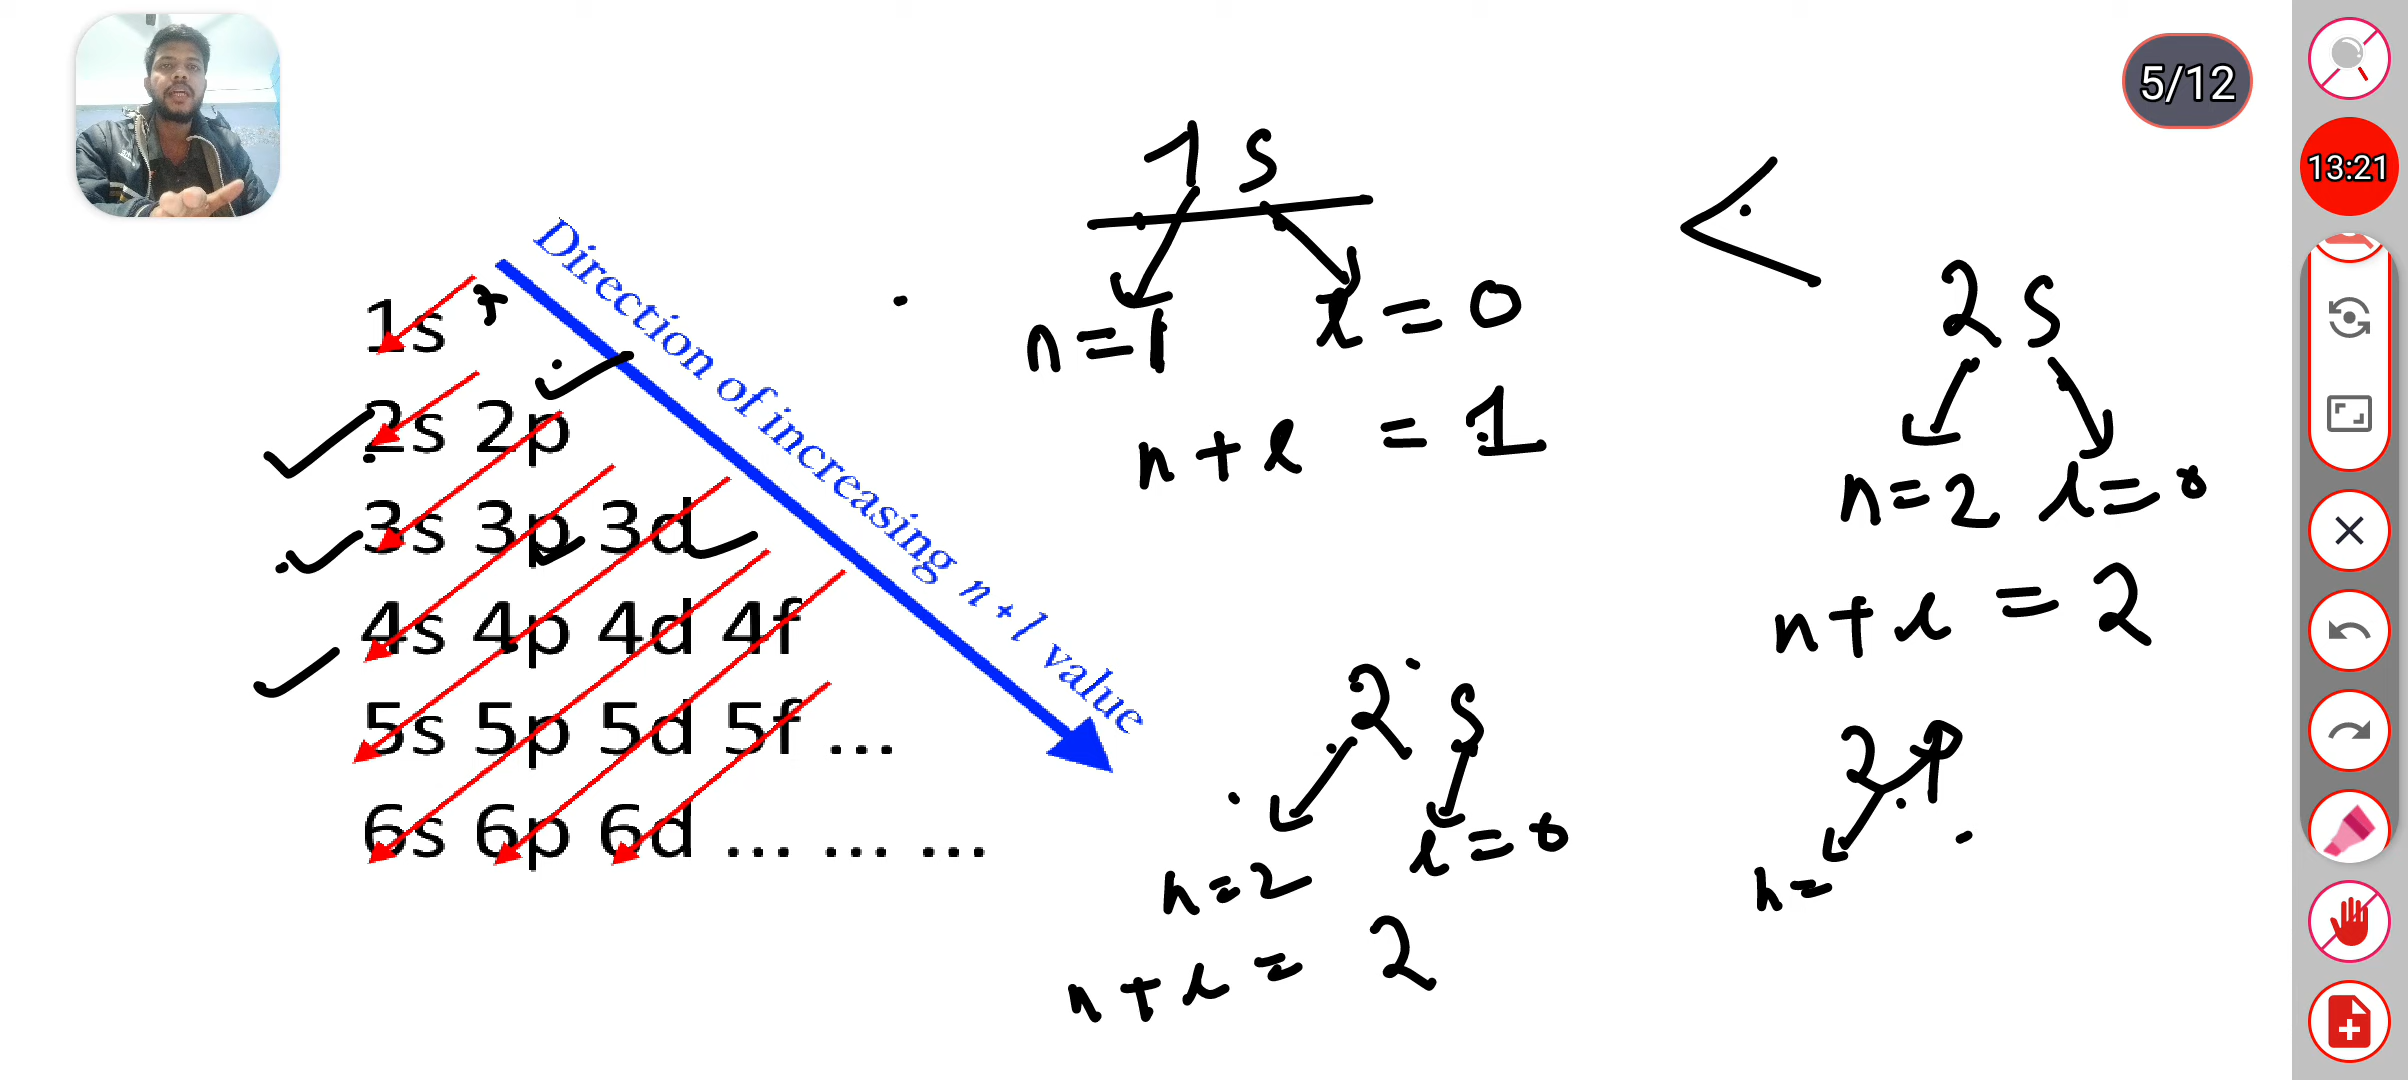 5/12
13:21
Direction of increasing n + l value
1s
2s 2p
3s 3p 3d
4s 4p 4d 4f
5s 5p 5d 5f ...
6s 6p 6d ... ... ...
1s <
n=1 l=0
n+l = 1
2s
n=2 l=0
n+l = 2
2s
n=2 l=0
n+l = 2
2p
n=